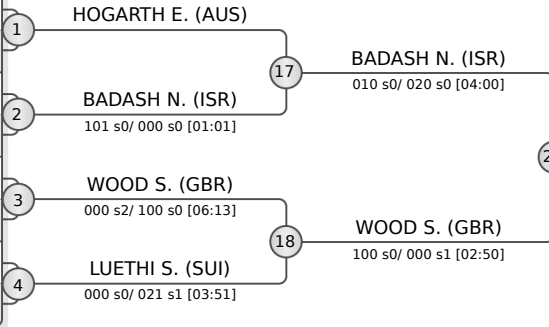 HOGARTH E. (AUS)
1
BADASH N. (ISR)
17
010 s0/ 020 s0 [04:00]
BADASH N. (ISR)
2
101 s0/ 000 s0 [01:01]
WOOD S. (GBR)
3
000 s2/ 100 s0 [06:13]
WOOD S. (GBR)
18
100 s0/ 000 s1 [02:50]
LUETHI S. (SUI)
4
000 s0/ 021 s1 [03:51]